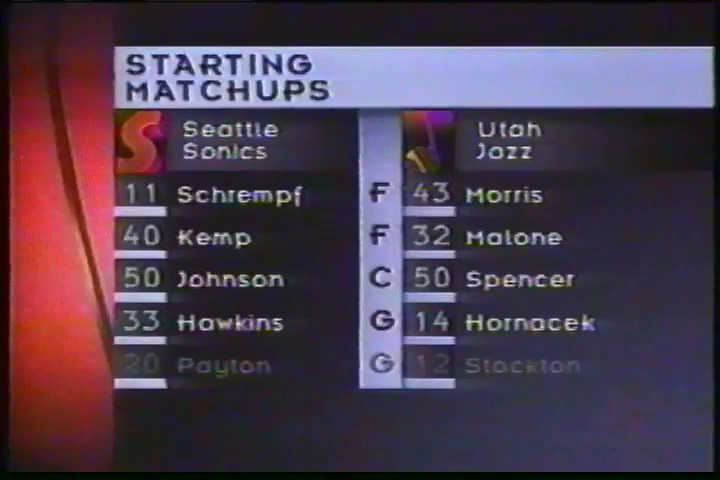 STARTING
MATCHUPS
Seattle
Sonics
Utah
Jazz
11 Schrempf F 43 Morris
40 Kemp F 32 Malone
50 Johnson C 50 Spencer
33 Hawkins G 14 Hornacek
20 Payton G 12 Stockton